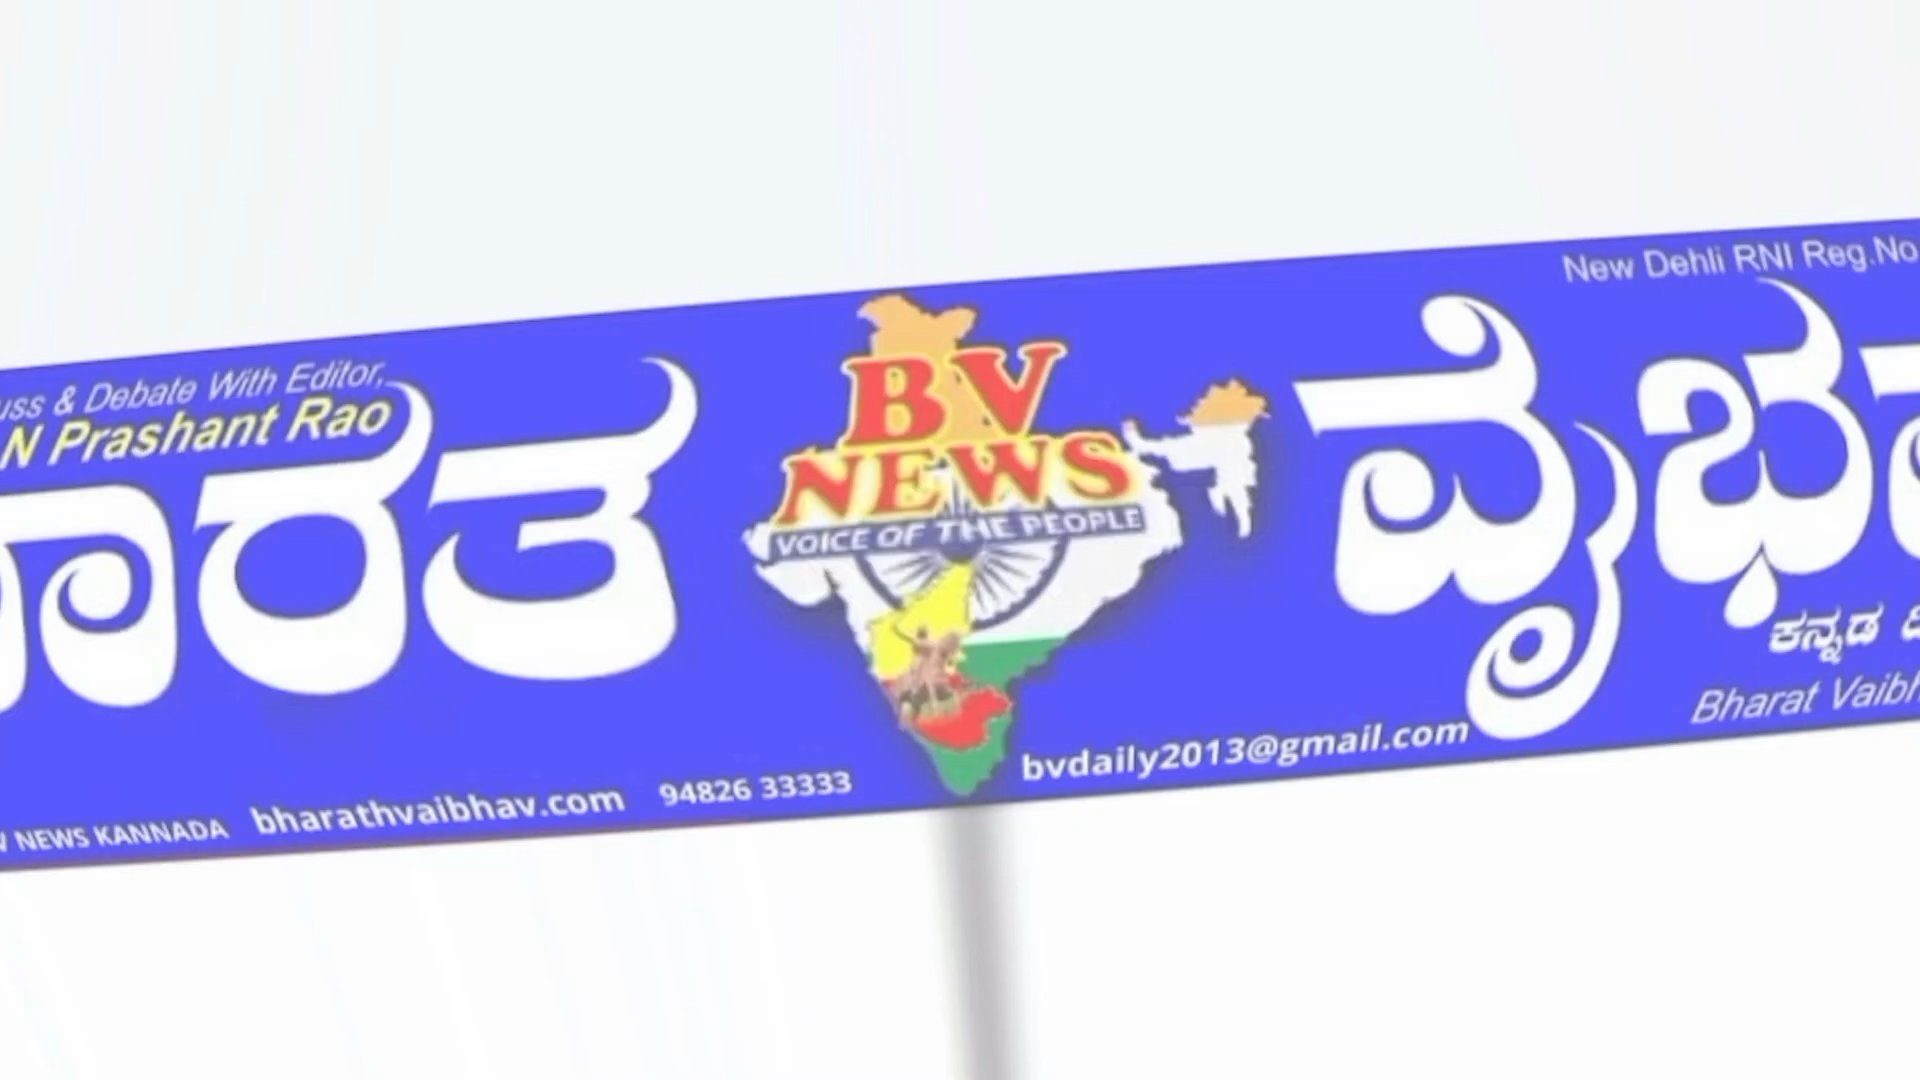 & Debate With Editor,
N Prashant Rao
ಭಾರತ
BV
NEWS
VOICE OF THE PEOPLE
New Dehli RNI Reg.No
ವೈಭ
ಕನ್ನಡ
Bharat
NEWS KANNADA bharathvaibhav.com 94826 33333
bvdaily2013@gmail.com